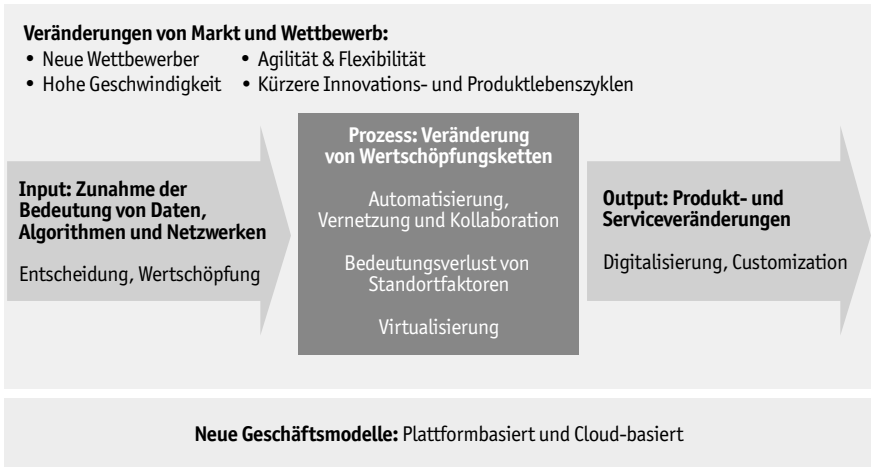 Veränderungen von Markt und Wettbewerb:
• Neue Wettbewerber • Agilität & Flexibilität
• Hohe Geschwindigkeit • Kürzere Innovations- und Produktlebenszyklen
Input: Zunahme der
Bedeutung von Daten,
Algorithmen und Netzwerken
Entscheidung, Wertschöpfung
Prozess: Veränderung
von Wertschöpfungsketten
Automatisierung,
Vernetzung und Kollaboration
Bedeutungsverlust von
Standortfaktoren
Virtualisierung
Output: Produkt- und
Serviceveränderungen
Digitalisierung, Customization
Neue Geschäftsmodelle: Plattformbasiert und Cloud-basiert